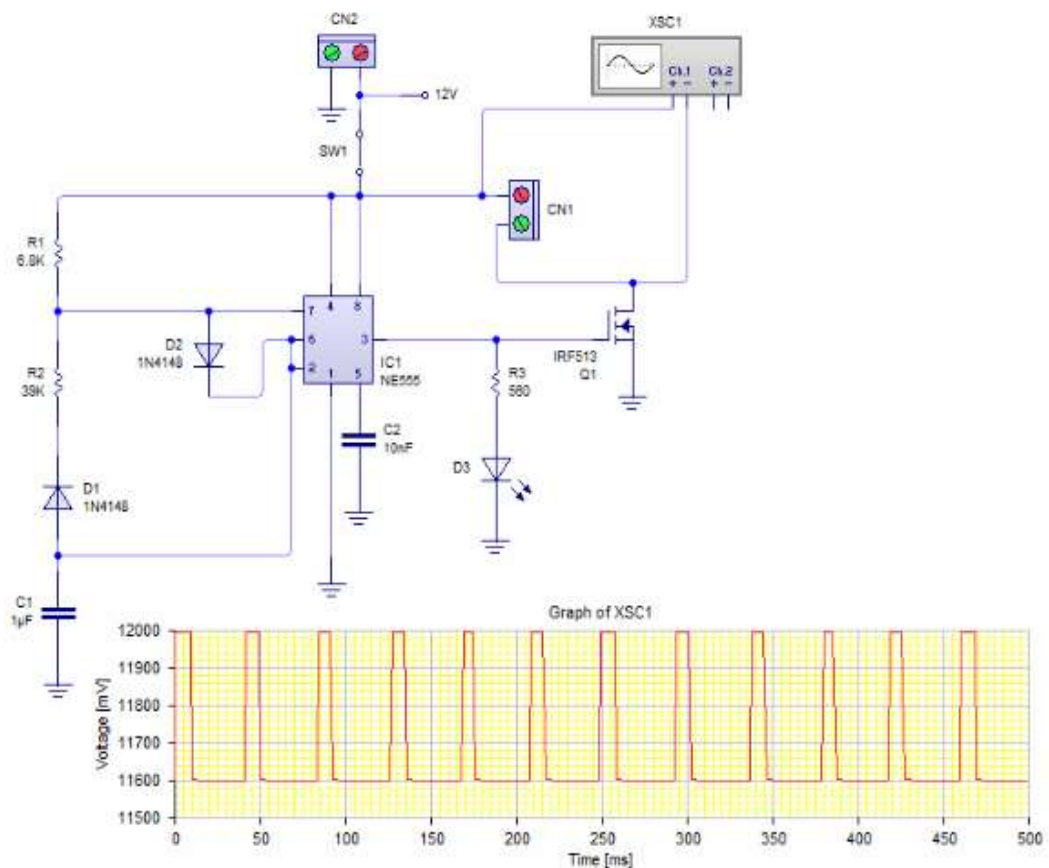 CN2
XSC1
Ch.1
Ch.2
+ − + −
12V
SW1
CN1
R1
6.8K
D2
1N4148
R2
39K
4
8
7
6
2
3
1
5
IC1
NE555
IRF513
Q1
R3
560
C2
10nF
D3
D1
1N4148
C1
1µF
Graph of XSC1
Voltage [mV]
12000
11900
11800
11700
11600
11500
0 50 100 150 200 250 300 350 400 450 500
Time [ms]